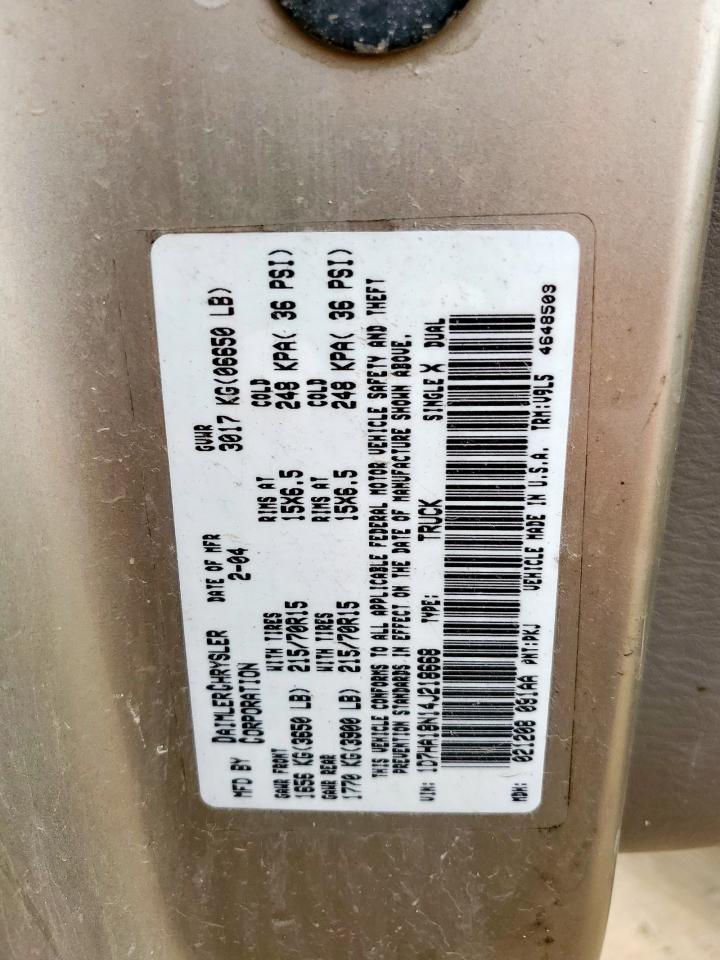 MFD BY DAIMLERCHRYSLER CORPORATION DATE OF MFR 2-04 GVWR 3017 KG(06650 LB)
GAWR FRONT WITH TIRES RIMS AT COLD
1656 KG(3650 LB) 215/70R15 15X6.5 248 KPA( 36 PSI)
GAWR REAR WITH TIRES RIMS AT COLD
1770 KG(3900 LB) 215/70R15 15X6.5 248 KPA( 36 PSI)
THIS VEHICLE CONFORMS TO ALL APPLICABLE FEDERAL MOTOR VEHICLE SAFETY AND THEFT
PREVENTION STANDARDS IN EFFECT ON THE DATE OF MANUFACTURE SHOWN ABOVE.
VIN: 1D7HA18N14J218668 TYPE: TRUCK SINGLE X DUAL
MDH: 021208 091AA PNT:PKJ VEHICLE MADE IN U.S.A. TRM:V9L5 4648503